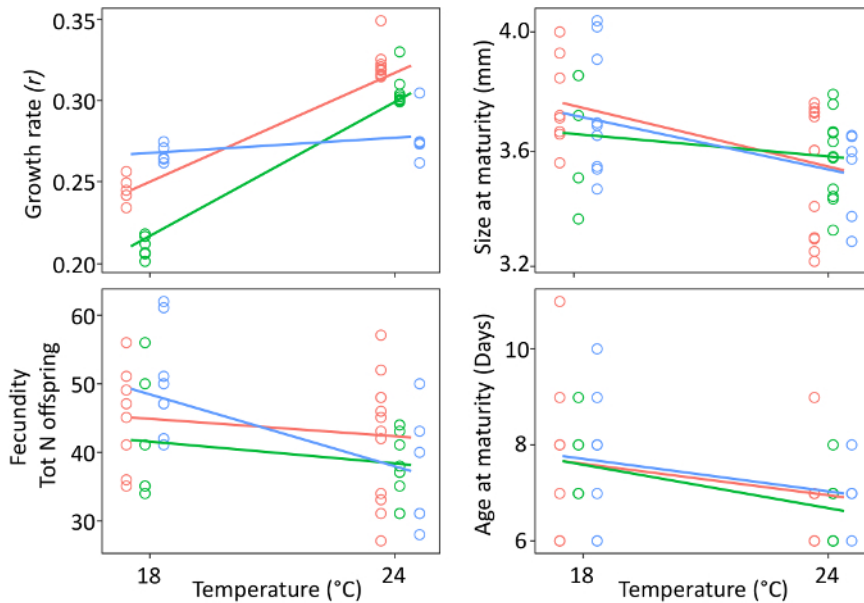 Growth rate (r)
0.35
0.30
0.25
0.20
Size at maturity (mm)
4.0
3.6
3.2
18
24
Fecundity
Tot N offspring
60
50
40
30
18
24
Temperature (°C)
Age at maturity (Days)
10
8
6
18
24
Temperature (°C)